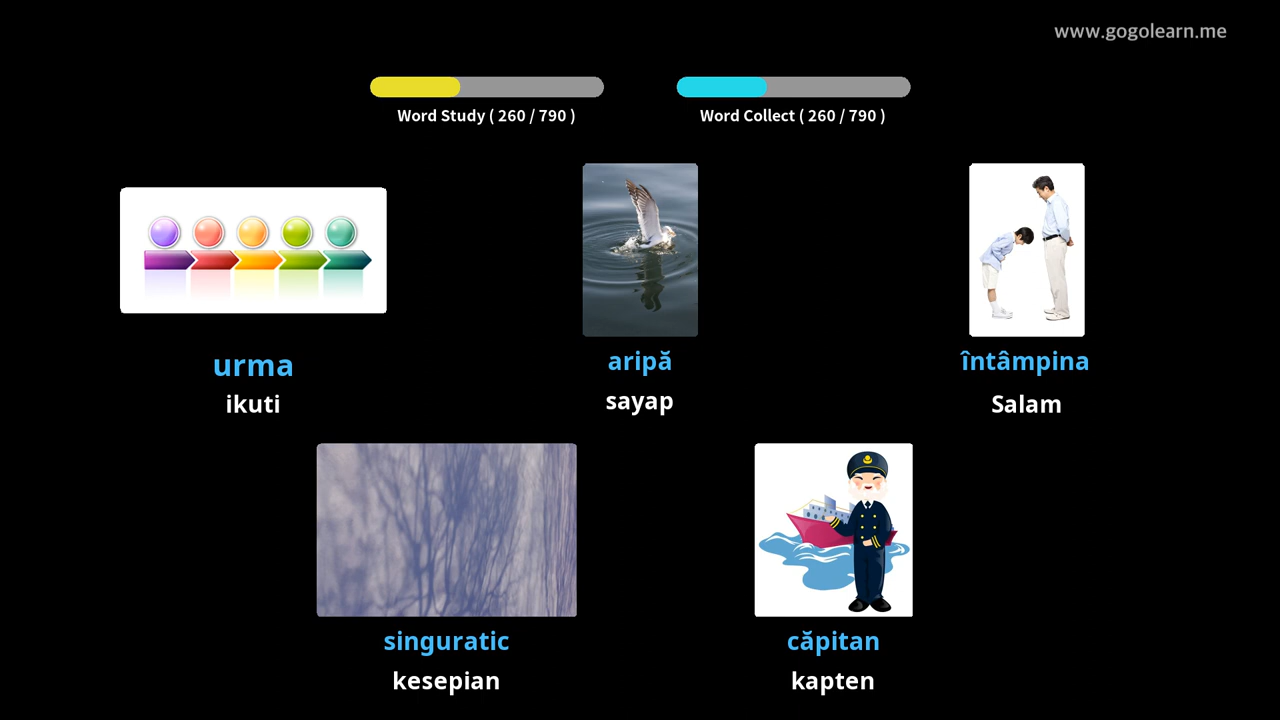 www.gogolearn.me
Word Study ( 260 / 790 )
Word Collect ( 260 / 790 )
urma
ikuti
aripă
sayap
întâmpina
Salam
singuratic
kesepian
căpitan
kapten